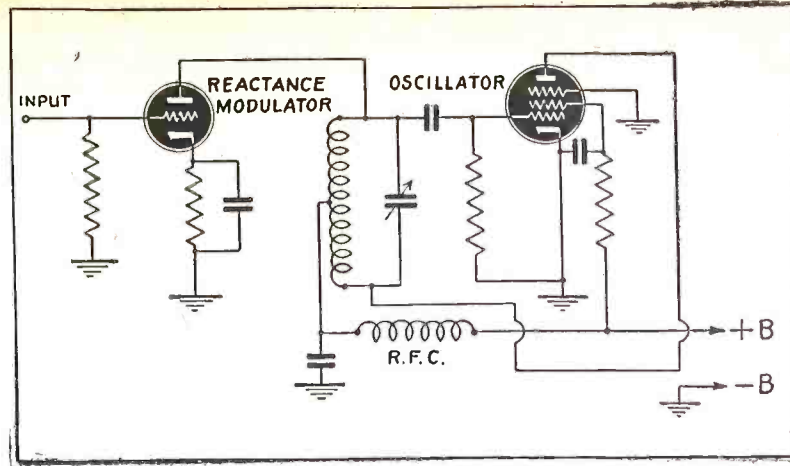 REACTANCE
MODULATOR
OSCILLATOR
INPUT
R.F.C.
+B
-B